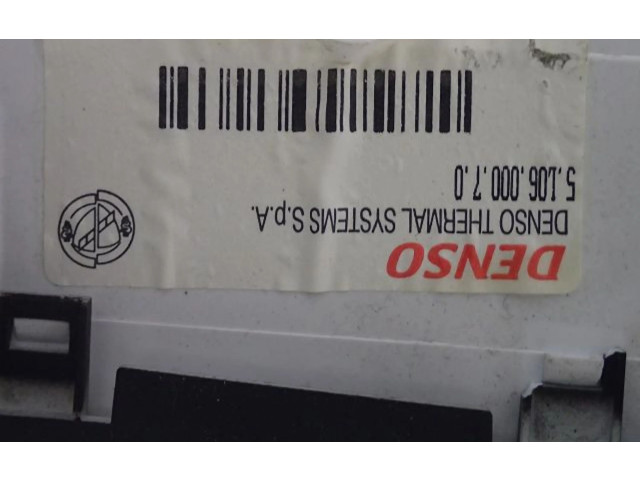 DENSO
DENSO THERMAL SYSTEMS S.p.A.
5.106.000.7.0